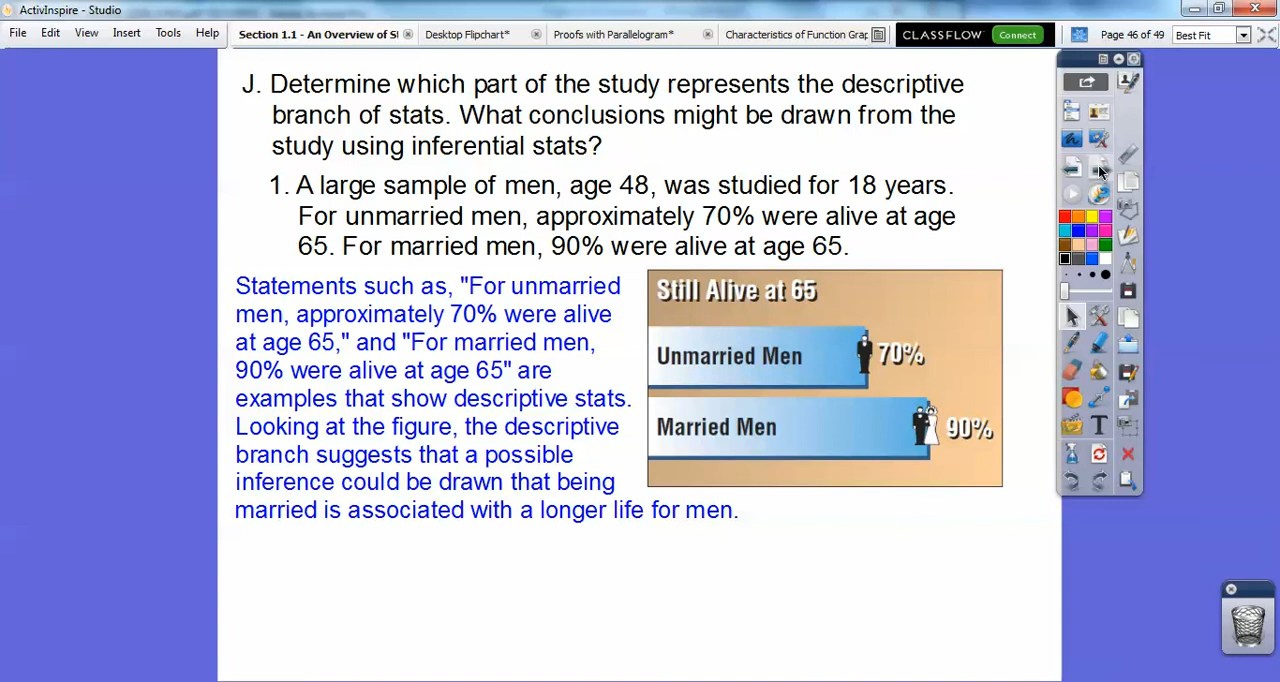 ActivInspire - Studio
File Edit View Insert Tools Help
Section 1.1 - An Overview of S
Desktop Flipchart*
Proofs with Parallelogram*
Characteristics of Function Grap
CLASSFLOW Connect
Page 46 of 49
Best Fit
J. Determine which part of the study represents the descriptive
branch of stats. What conclusions might be drawn from the
study using inferential stats?
1. A large sample of men, age 48, was studied for 18 years.
For unmarried men, approximately 70% were alive at age
65. For married men, 90% were alive at age 65.
Statements such as, "For unmarried
men, approximately 70% were alive
at age 65," and "For married men,
90% were alive at age 65" are
examples that show descriptive stats.
Looking at the figure, the descriptive
branch suggests that a possible
inference could be drawn that being
married is associated with a longer life for men.
Still Alive at 65
Unmarried Men 70%
Married Men 90%